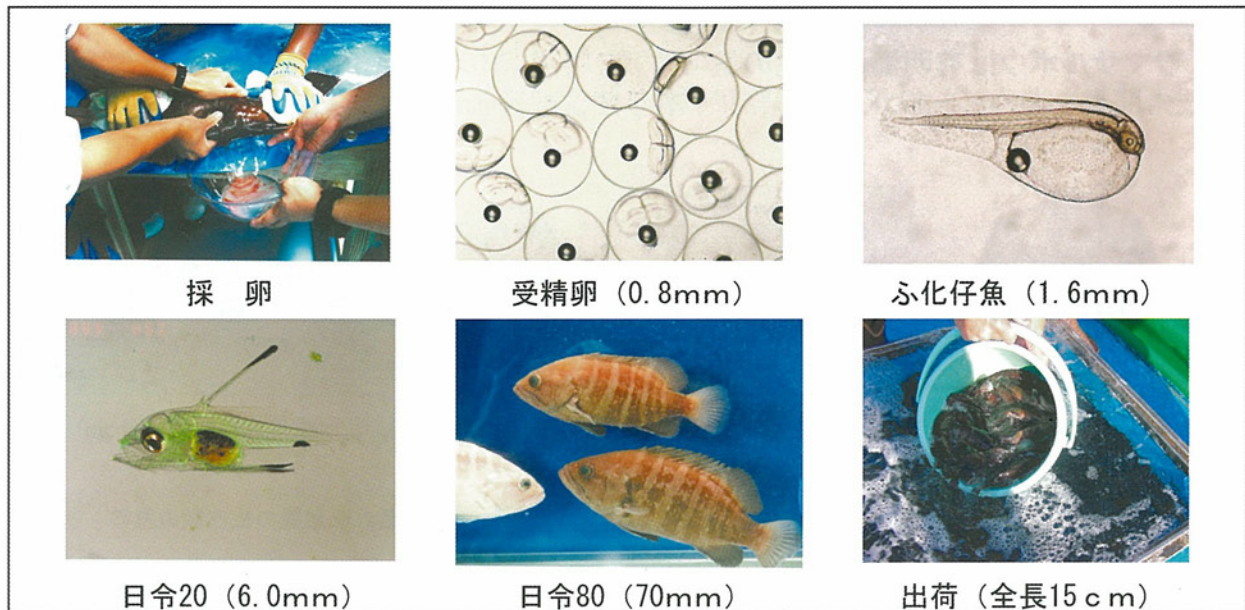 採 卵
受精卵 (0.8mm)
ふ化仔魚 (1.6mm)
日令20 (6.0mm)
日令80 (70mm)
出荷 (全長15cm)